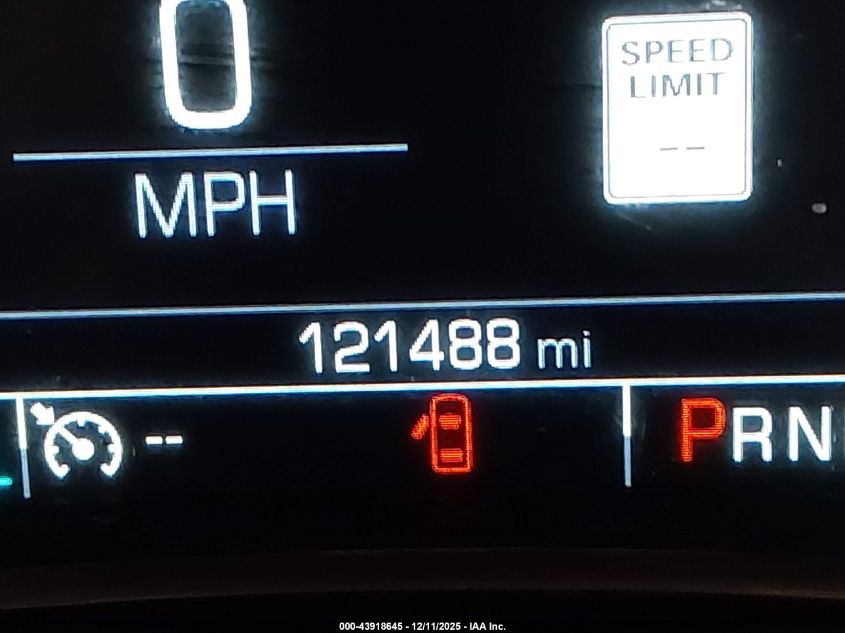 0
MPH
SPEED
LIMIT
--
121488 mi
--
PRN
000-43918645 - 12/11/2025 - IAA Inc.